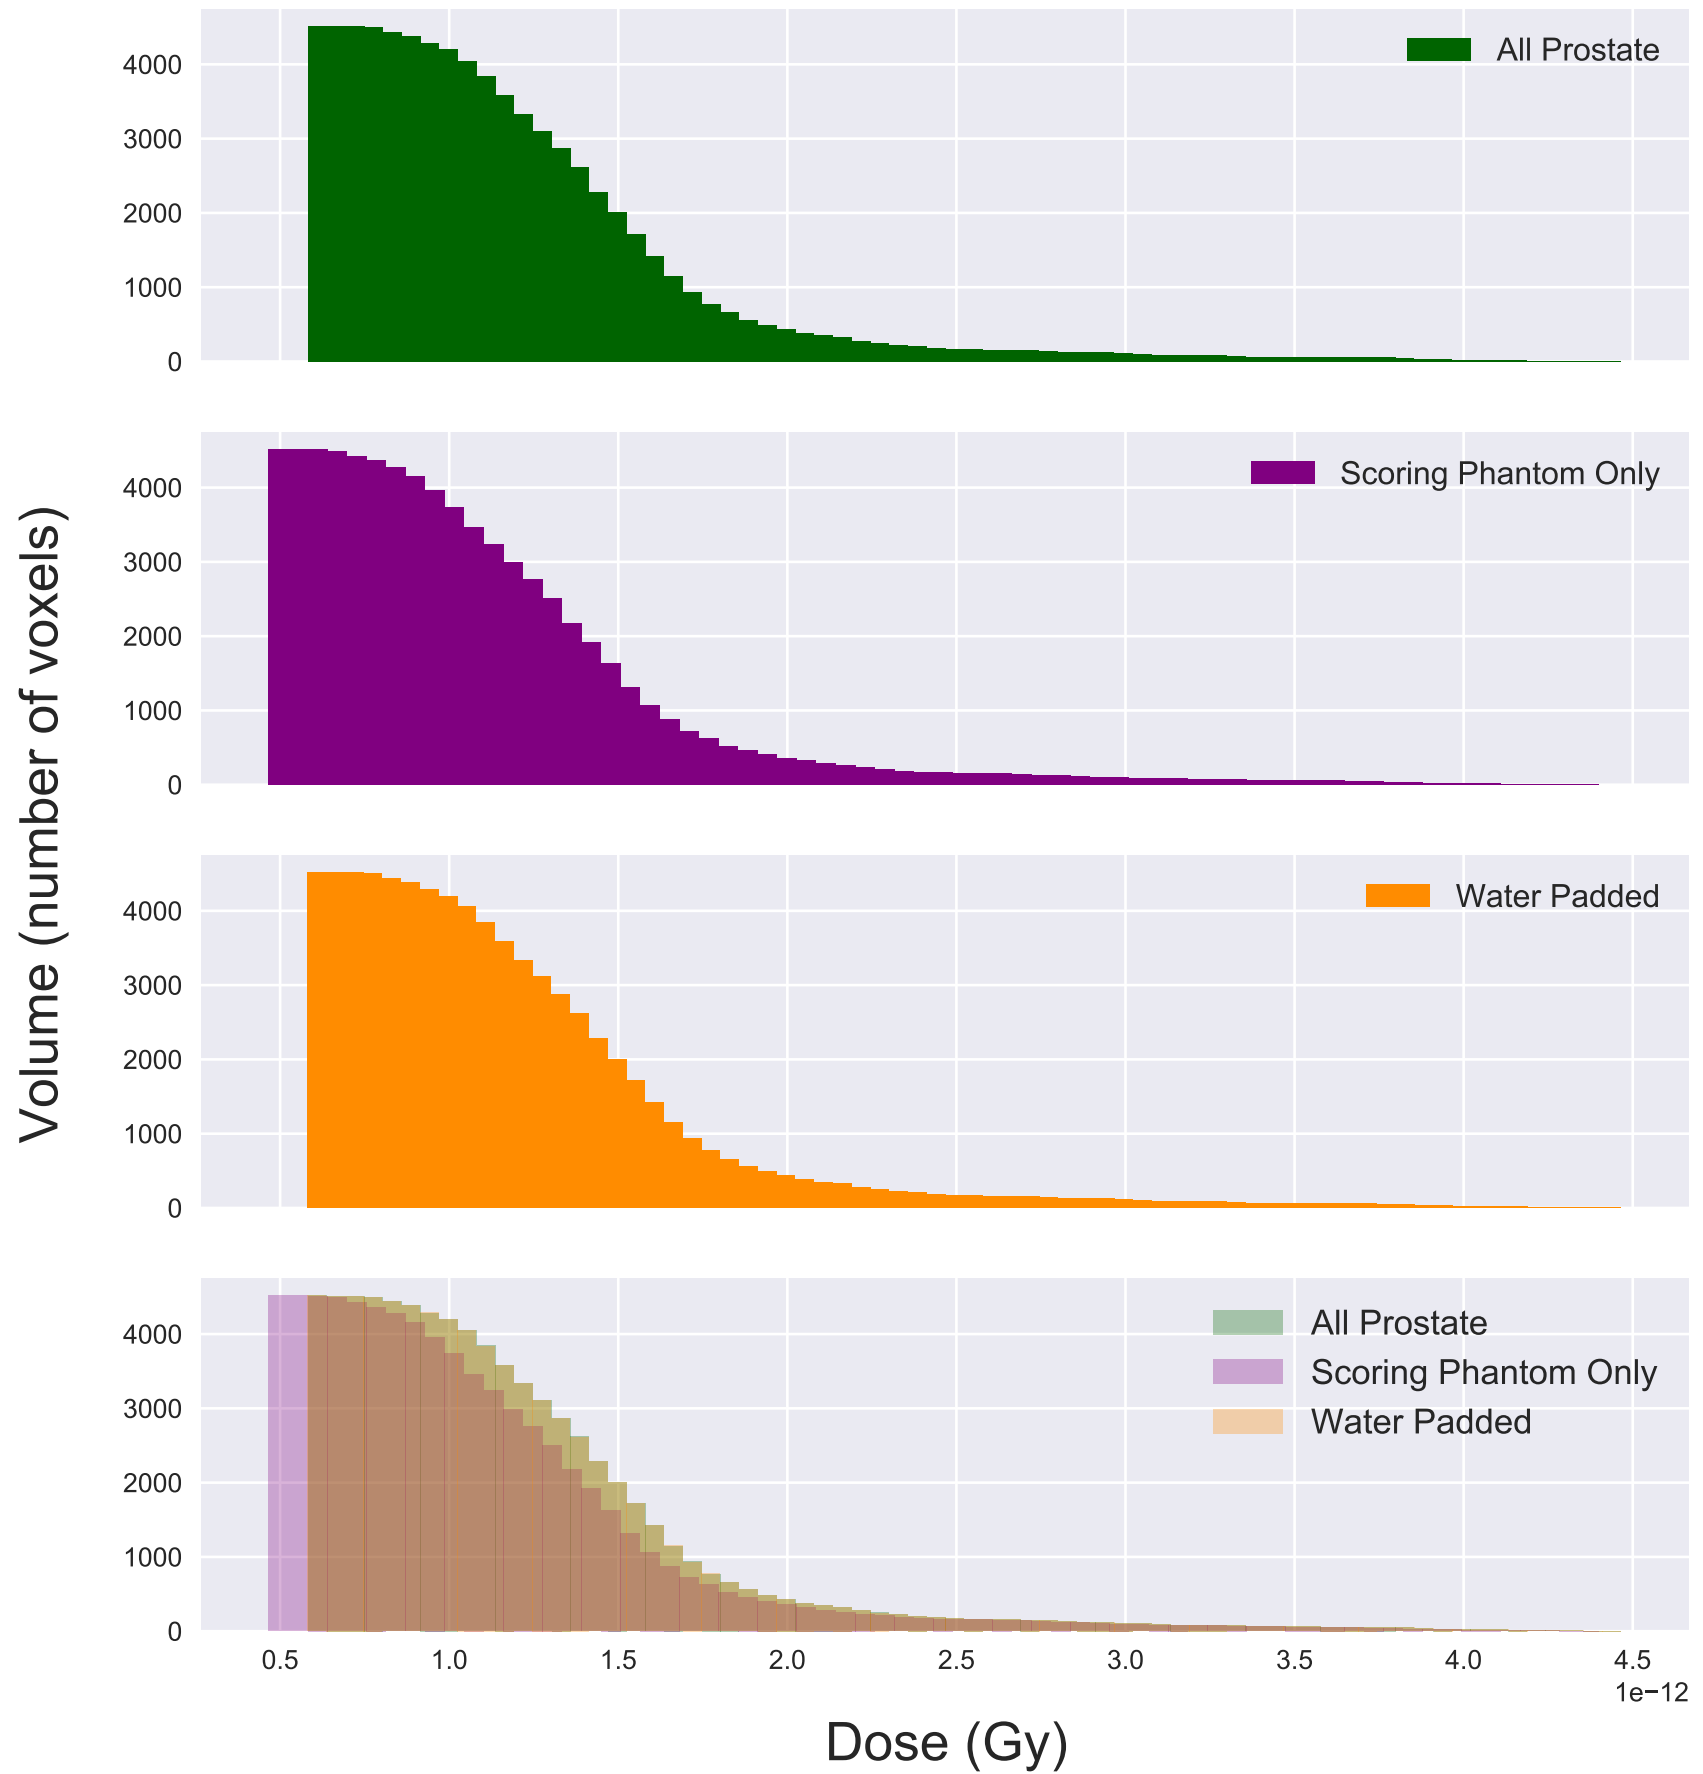 All Prostate
4000
3000
2000
1000
0
Scoring Phantom Only
4000
3000
2000
1000
0
Volume (number of voxels)
Water Padded
4000
3000
2000
1000
0
All Prostate
Scoring Phantom Only
Water Padded
4000
3000
2000
1000
0
0.5 1.0 1.5 2.0 2.5 3.0 3.5 4.0 4.5
1e−12
Dose (Gy)